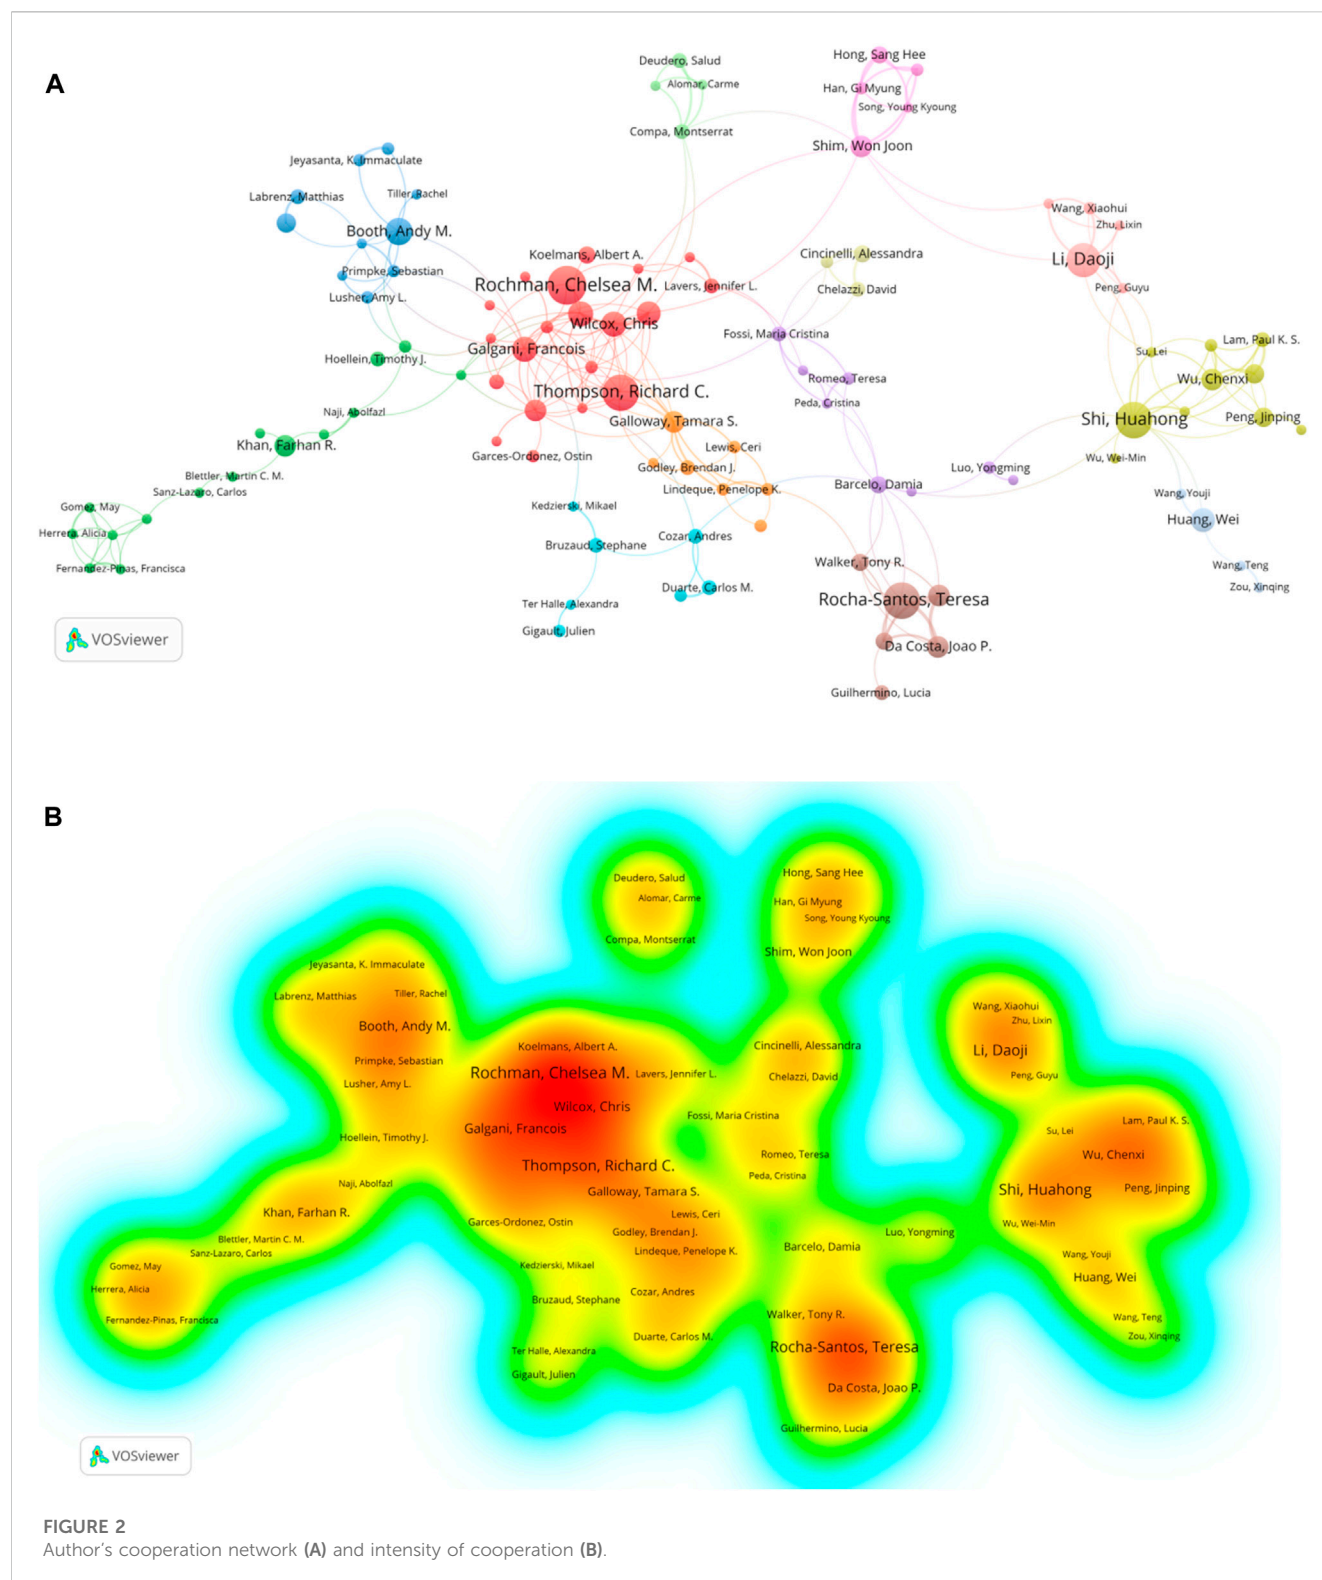 A
Deudero, Salud
Alomar, Carme
Compa, Montserrat
Hong, Sang Hee
Han, Gi Myung
Song, Young Kyoung
Shim, Won Joon
Jeyasanta, K. Immaculate
Labrenz, Matthias
Tiller, Rachel
Booth, Andy M.
Primpke, Sebastian
Lusher, Amy L.
Wang, Xiaohui
Zhu, Lixin
Li, Daoji
Peng, Guyu
Koelmans, Albert A.
Rochman, Chelsea M.
Lavers, Jennifer L.
Cincinelli, Alessandra
Chelazzi, David
Wilcox, Chris
Galgani, Francois
Fossi, Maria Cristina
Hoellein, Timothy J.
Thompson, Richard C.
Romeo, Teresa
Peda, Cristina
Su, Lei
Lam, Paul K. S.
Wu, Chenxi
Shi, Huahong
Peng, Jinping
Wu, Wei-Min
Naji, Abolfazl
Khan, Farhan R.
Galloway, Tamara S.
Lewis, Ceri
Garces-Ordonez, Ostin
Godley, Brendan J.
Lindeque, Penelope K.
Barcelo, Damia
Luo, Yongming
Blettler, Martin C. M.
Sanz-Lazaro, Carlos
Gomez, May
Herrera, Alicia
Fernandez-Pinas, Francisca
Kedzierski, Mikael
Bruzaud, Stephane
Cozar, Andres
Wang, Youji
Huang, Wei
Wang, Teng
Zou, Xinqing
Walker, Tony R.
Duarte, Carlos M.
Rocha-Santos, Teresa
Ter Halle, Alexandra
Gigault, Julien
Da Costa, Joao P.
Guilhermino, Lucia
VOSviewer
B
Deudero, Salud
Alomar, Carme
Compa, Montserrat
Hong, Sang Hee
Han, Gi Myung
Song, Young Kyoung
Shim, Won Joon
Jeyasanta, K. Immaculate
Labrenz, Matthias
Tiller, Rachel
Booth, Andy M.
Primpke, Sebastian
Lusher, Amy L.
Wang, Xiaohui
Zhu, Lixin
Li, Daoji
Peng, Guyu
Koelmans, Albert A.
Rochman, Chelsea M.
Lavers, Jennifer L.
Cincinelli, Alessandra
Chelazzi, David
Wilcox, Chris
Galgani, Francois
Fossi, Maria Cristina
Hoellein, Timothy J.
Thompson, Richard C.
Romeo, Teresa
Peda, Cristina
Su, Lei
Lam, Paul K. S.
Wu, Chenxi
Shi, Huahong
Peng, Jinping
Wu, Wei-Min
Naji, Abolfazl
Khan, Farhan R.
Galloway, Tamara S.
Lewis, Ceri
Garces-Ordonez, Ostin
Godley, Brendan J.
Lindeque, Penelope K.
Barcelo, Damia
Luo, Yongming
Blettler, Martin C. M.
Sanz-Lazaro, Carlos
Gomez, May
Herrera, Alicia
Fernandez-Pinas, Francisca
Kedzierski, Mikael
Bruzaud, Stephane
Cozar, Andres
Wang, Youji
Huang, Wei
Wang, Teng
Zou, Xinqing
Walker, Tony R.
Duarte, Carlos M.
Rocha-Santos, Teresa
Ter Halle, Alexandra
Gigault, Julien
Da Costa, Joao P.
Guilhermino, Lucia
VOSviewer
FIGURE 2
Author's cooperation network (A) and intensity of cooperation (B).